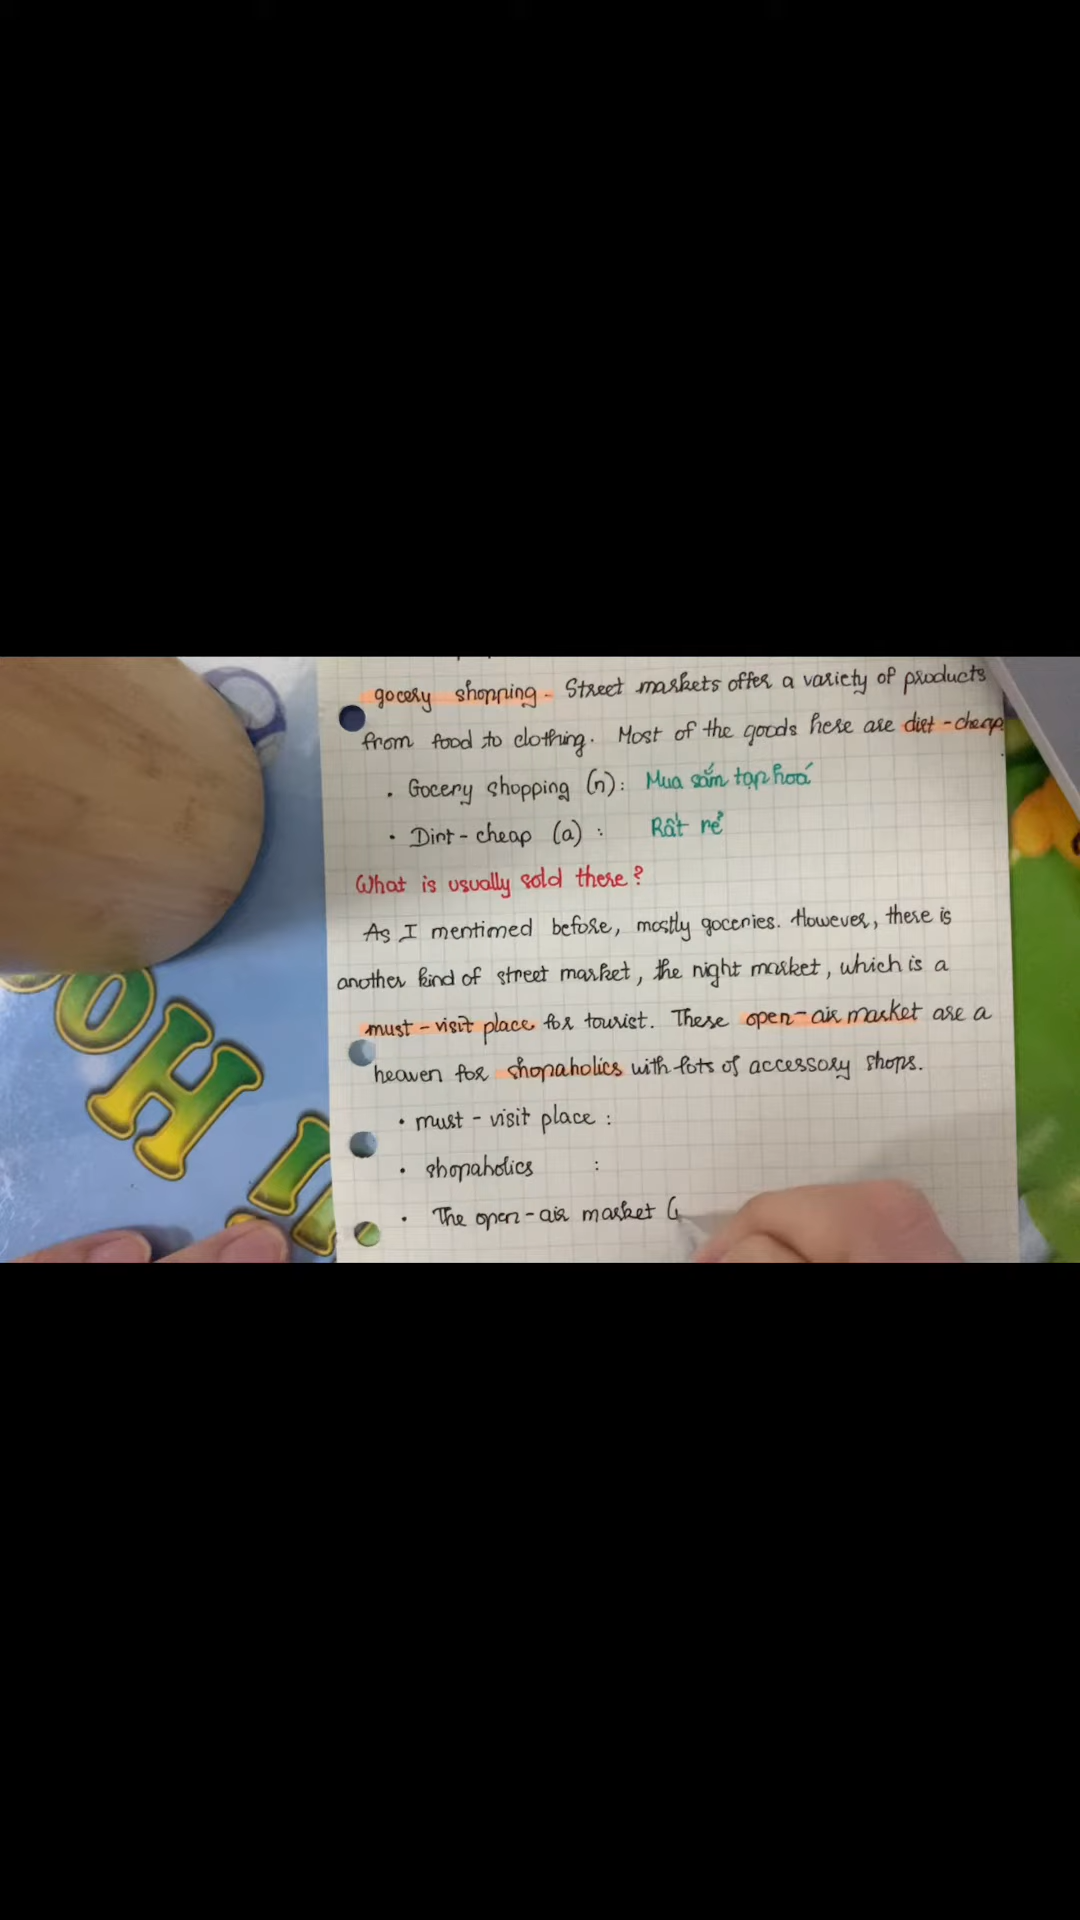 gocery shopping. Street markets offer a variety of products
from food to clothing. Most of the goods here are dirt-cheap
. Gocery shopping (n): Mua sắm tạp hoá
. Dirt-cheap (a) : Rất rẻ
What is usually sold there?
As I mentimed before, mostly goceries. However, there is
another kind of street market, the night market, which is a
must-visit place for tourist. These open-air market are a
heaven for shopaholics with lots of accessory shops.
. must-visit place :
. shopaholics :
. The open-air market (